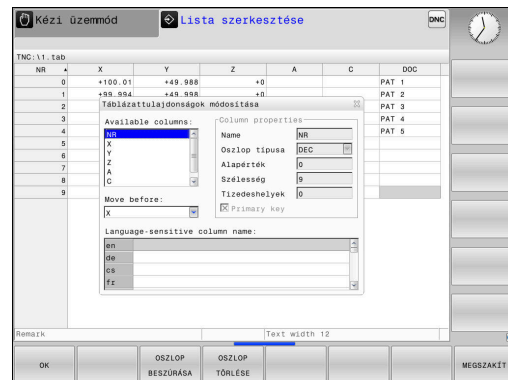 Kézi üzemmód
Lista szerkesztése
DNC
TNC:\1.tab
NR X Y Z A C DOC
0 +100.01 +49.988 +0 PAT 1
1 +99.994 +49.998 +0 PAT 2
2 PAT 3
3 PAT 4
4 PAT 5
5
6
7
8
9
Táblázattulajdonságok módosítása
Available columns:
NR
X
Y
Z
A
C
Move before:
X
Column properties
Name NR
Oszlop típusa DEC
Alapérték 0
Szélesség 9
Tizedeshelyek 0
Primary key
Language-sensitive column name:
en
de
cs
fr
Remark
Text width 12
OK
OSZLOP BESZÚRÁSA
OSZLOP TÖRLÉSE
MEGSZAKÍT